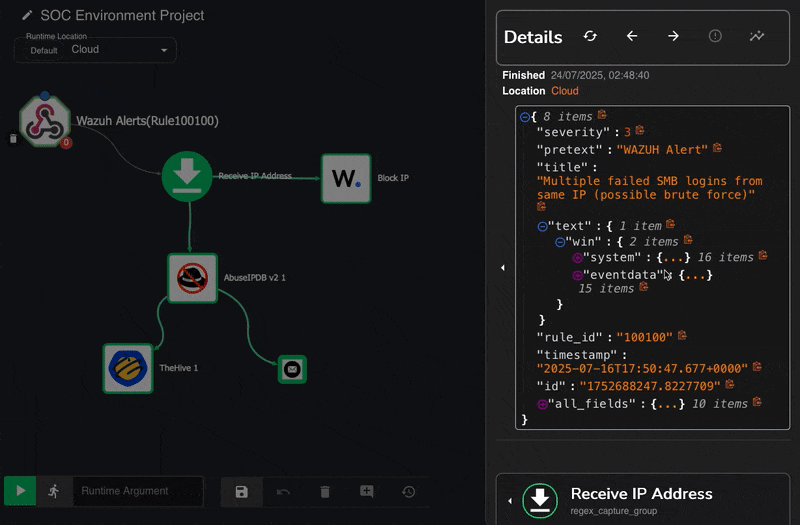 SOC Environment Project
Runtime Location
Default Cloud
Wazuh Alerts(Rule100100)
0
Receive IP Address
W.
Block IP
AbuseIPDB v2 1
TheHive 1
Runtime Argument
Details
Finished 24/07/2025, 02:48:40
Location Cloud
{ 8 items
"severity" : 3
"pretext" : "WAZUH Alert"
"title" :
"Multiple failed SMB logins from
same IP (possible brute force)"
"text" : { 1 item
"win" : { 2 items
"system" : {...} 16 items
"eventdata" : {...}
15 items
}
}
"rule_id" : "100100"
"timestamp" :
"2025-07-16T17:50:47.677+0000"
"id" : "1752688247.8227709"
"all_fields" : {...} 10 items
}
Receive IP Address
regex_capture_group